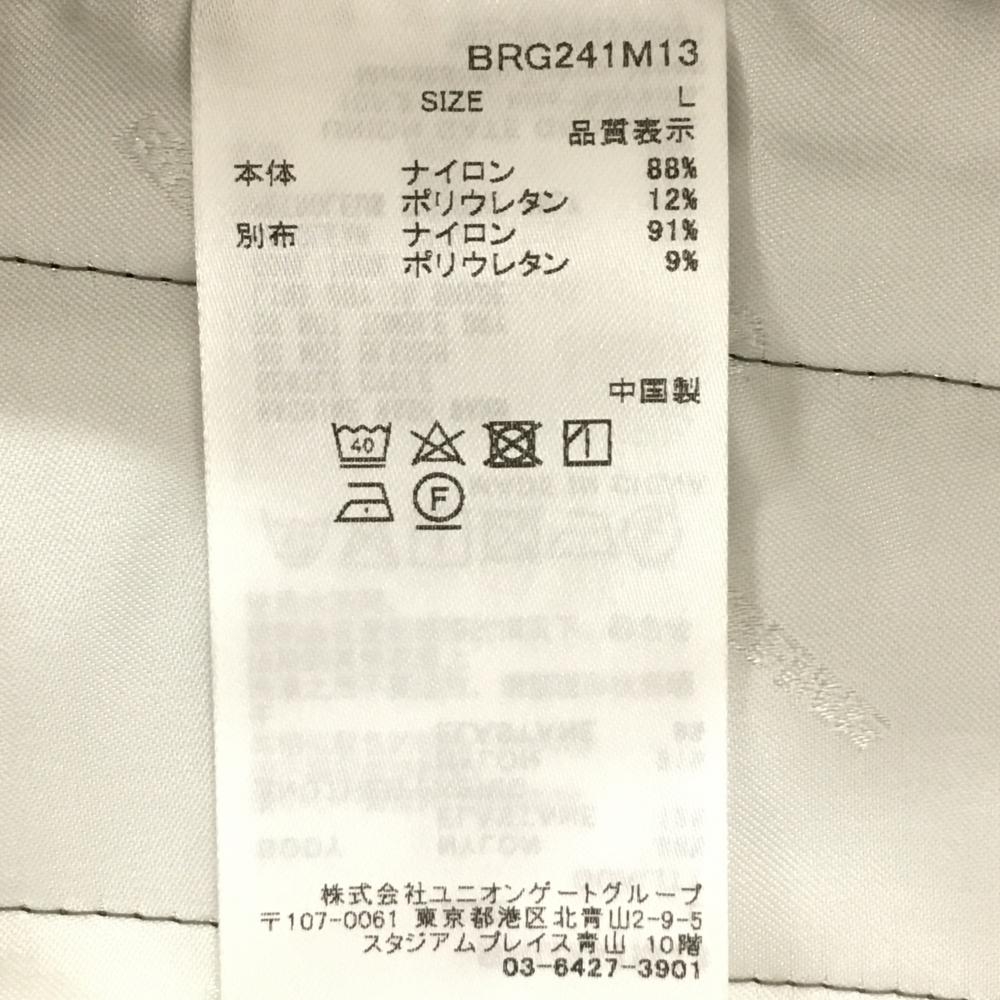 BRG241M13
SIZE L
品質表示
本体 ナイロン 88%
ポリウレタン 12%
別布 ナイロン 91%
ポリウレタン 9%
中国製
40
F
株式会社ユニオンゲートグループ
〒107-0061 東京都港区北青山2-9-5
スタジアムプレイス青山 10階
03-6427-3901